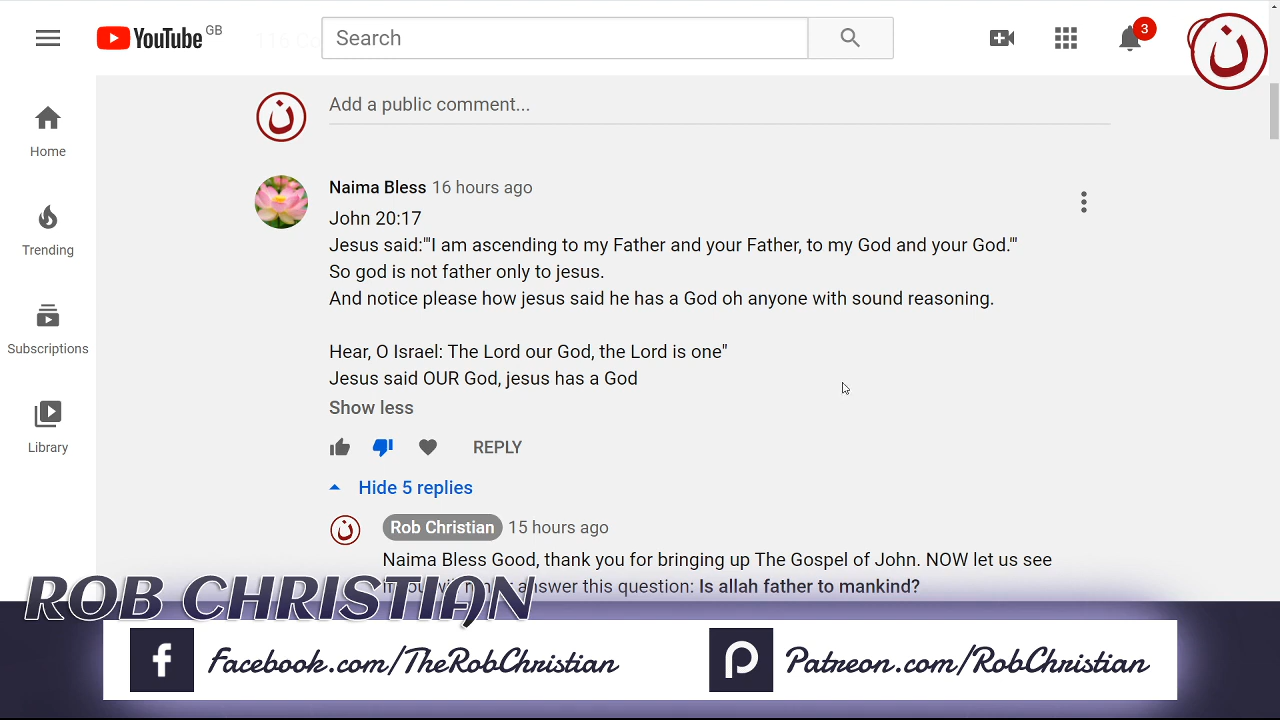 YouTube GB
Search
3
ن
Home
Trending
Subscriptions
Library
ن
Add a public comment...
Naima Bless 16 hours ago
John 20:17
Jesus said:'"I am ascending to my Father and your Father, to my God and your God.'"
So god is not father only to jesus.
And notice please how jesus said he has a God oh anyone with sound reasoning.
Hear, O Israel: The Lord our God, the Lord is one"
Jesus said OUR God, jesus has a God
Show less
REPLY
Hide 5 replies
ن
Rob Christian 15 hours ago
Naima Bless Good, thank you for bringing up The Gospel of John. NOW let us see
answer this question: Is allah father to mankind?
ROB CHRISTIAN
Facebook.com/TheRobChristian
Patreon.com/RobChristian